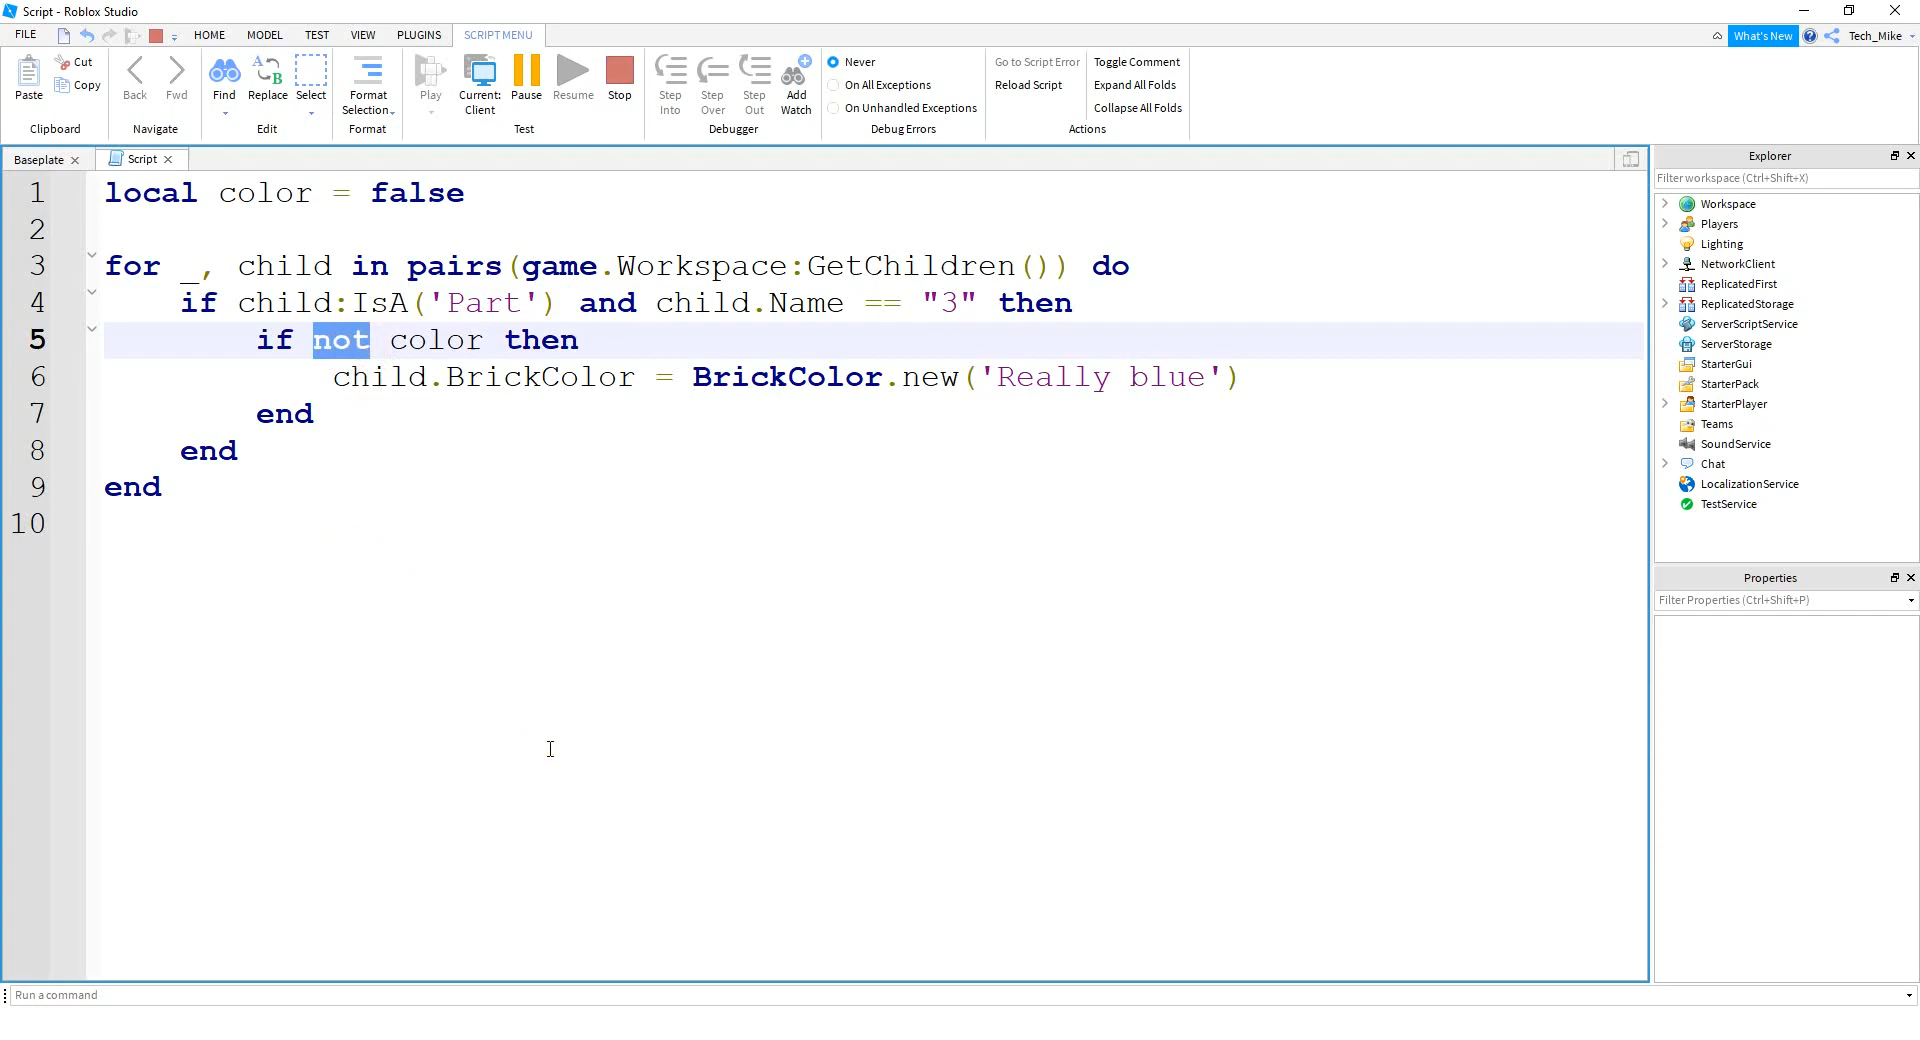 Script - Roblox Studio
FILE HOME MODEL TEST VIEW PLUGINS SCRIPT MENU What's New Tech_Mike
Paste Cut Copy Clipboard
Back Fwd Navigate
Find Replace Select Edit
Format Selection Format
Play Current: Client Pause Resume Stop Test
Step Into Step Over Step Out Add Watch Debugger
Never
On All Exceptions
On Unhandled Exceptions
Debug Errors
Go to Script Error Toggle Comment
Reload Script Expand All Folds
Collapse All Folds
Actions
Baseplate Script
1 local color = false
2
3 for _, child in pairs(game.Workspace:GetChildren()) do
4 if child:IsA('Part') and child.Name == "3" then
5 if not color then
6 child.BrickColor = BrickColor.new('Really blue')
7 end
8 end
9 end
10
Explorer
Filter workspace (Ctrl+Shift+X)
Workspace
Players
Lighting
NetworkClient
ReplicatedFirst
ReplicatedStorage
ServerScriptService
ServerStorage
StarterGui
StarterPack
StarterPlayer
Teams
SoundService
Chat
LocalizationService
TestService
Properties
Filter Properties (Ctrl+Shift+P)
Run a command